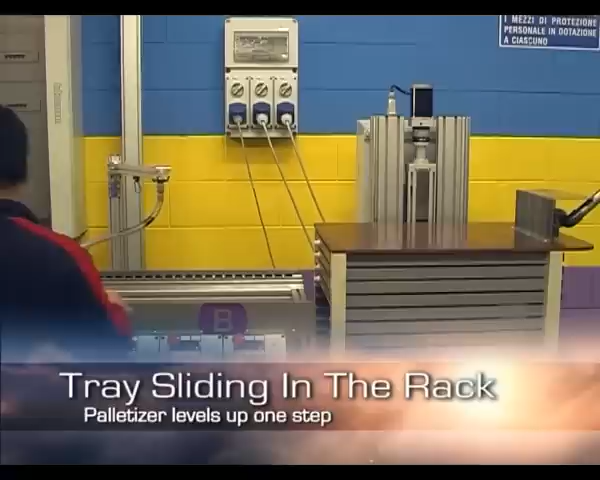 I MEZZI DI PROTEZIONE
PERSONALE IN DOTAZIONE
A CIASCUNO
B
Tray Sliding In The Rack
Palletizer levels up one step